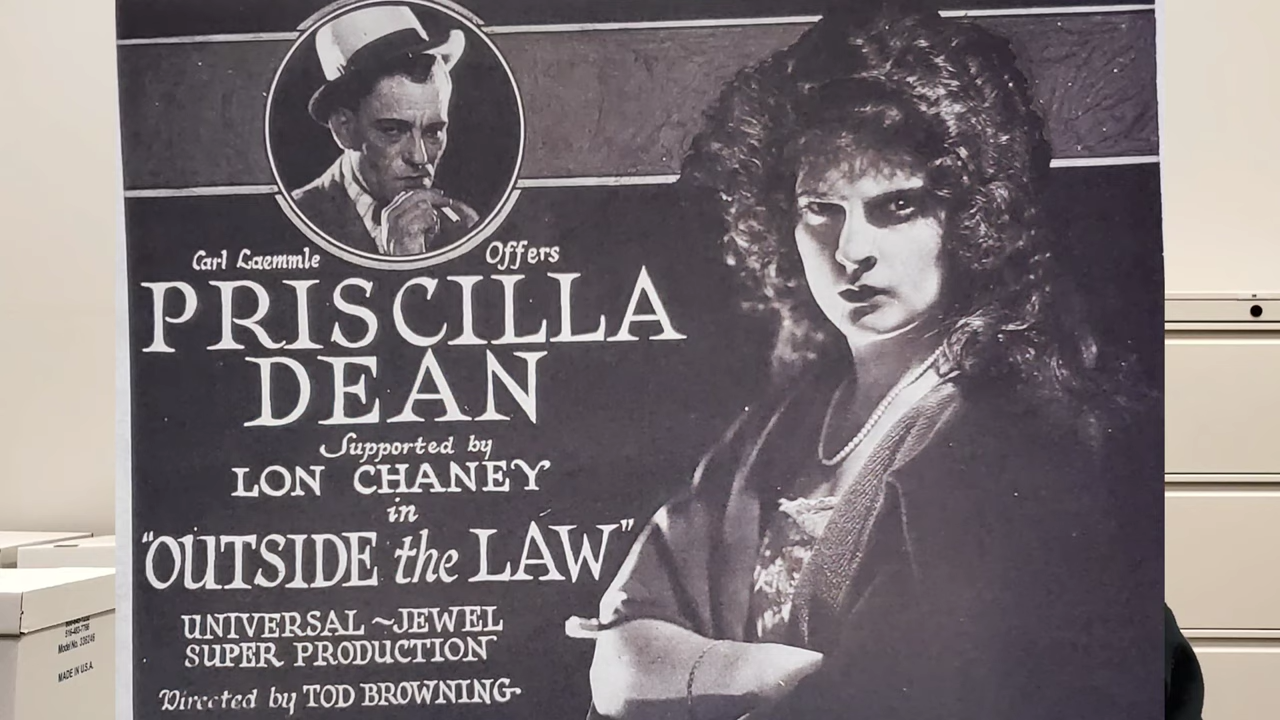 Carl Laemmle Offers
PRISCILLA
DEAN
Supported by
LON CHANEY
in
"OUTSIDE the LAW"
UNIVERSAL ~ JEWEL
SUPER PRODUCTION
Directed by TOD BROWNING
MADE IN U.S.A.